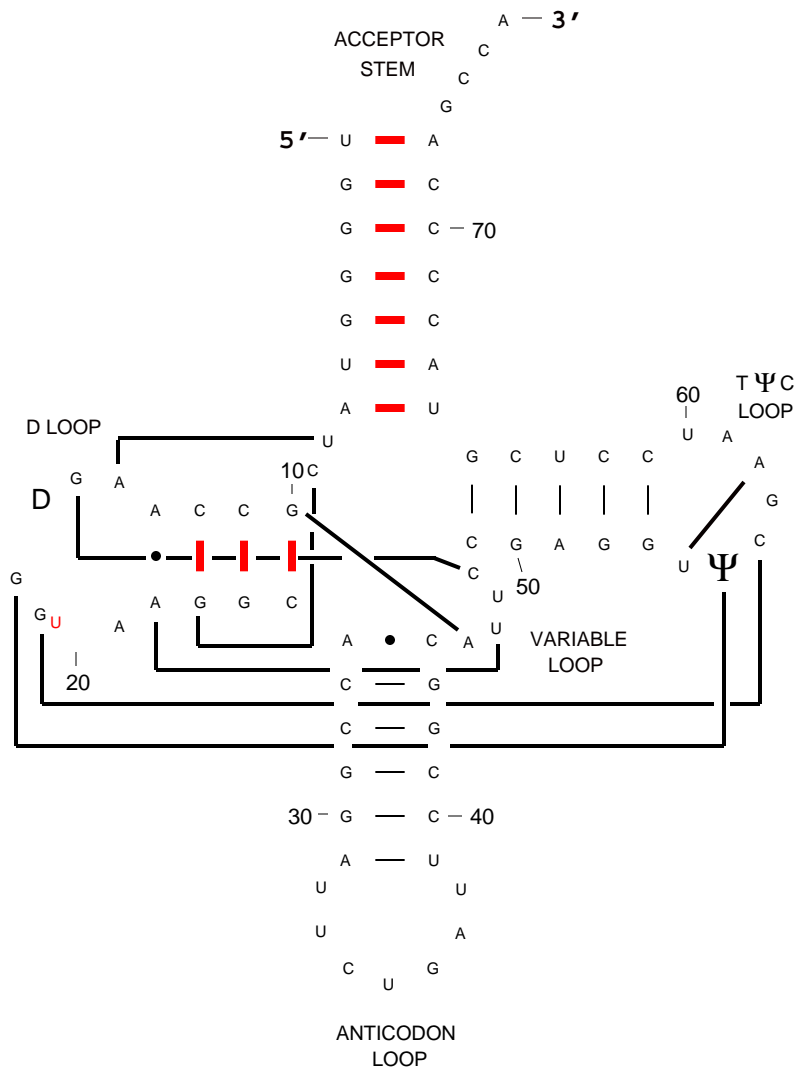 A — 3'
ACCEPTOR C
STEM C
G
5' — U A
G C
G C — 70
G C
G C
U A
A U
T Ψ C
60 LOOP
D LOOP U U A
G C U C C A
10 C
G A
D A C C G G
C G A G G U Ψ C
C 50
G U
G U A A G G C
A C A U VARIABLE
LOOP
20 C G
C G
G C
30 — G C — 40
A U
U U
U A
C U G
ANTICODON
LOOP